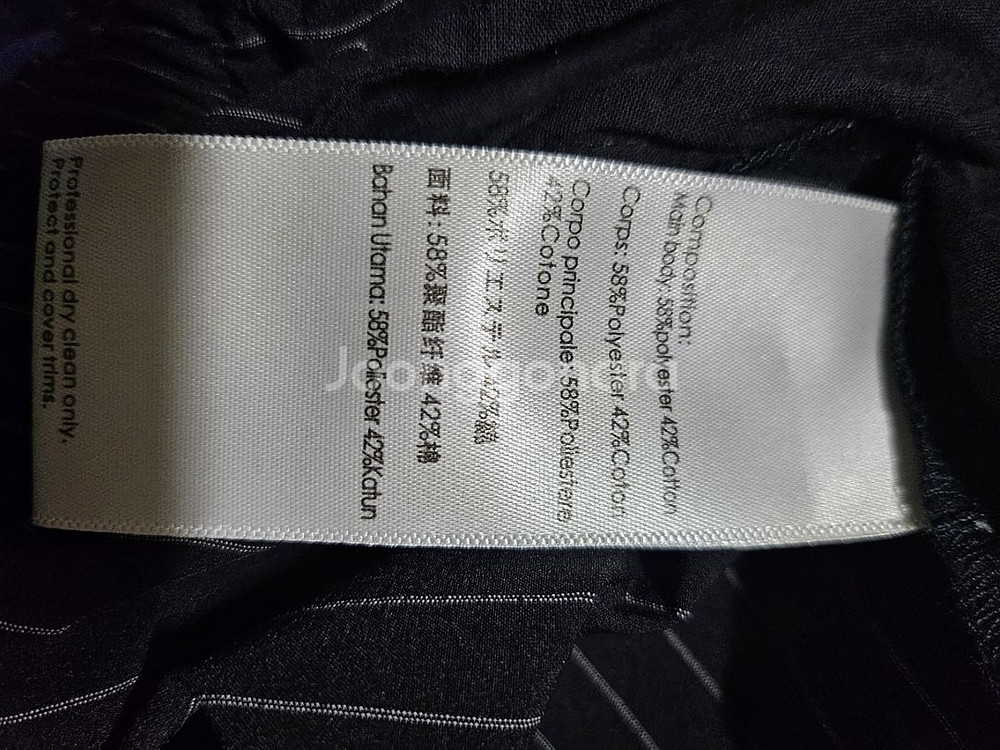 Composition:
Main body 58%polyester 42%Cotton
Corps: 58%Polyester 42%Coton
Corpo principale: 58%Poliestere,
42%Cotone
58%ポリエステル 42%綿
面料: 58%聚酯纤维 42%棉
Bahan Utama: 58%Poliester 42%Katun
Professional dry clean only.
Protect and cover trims.